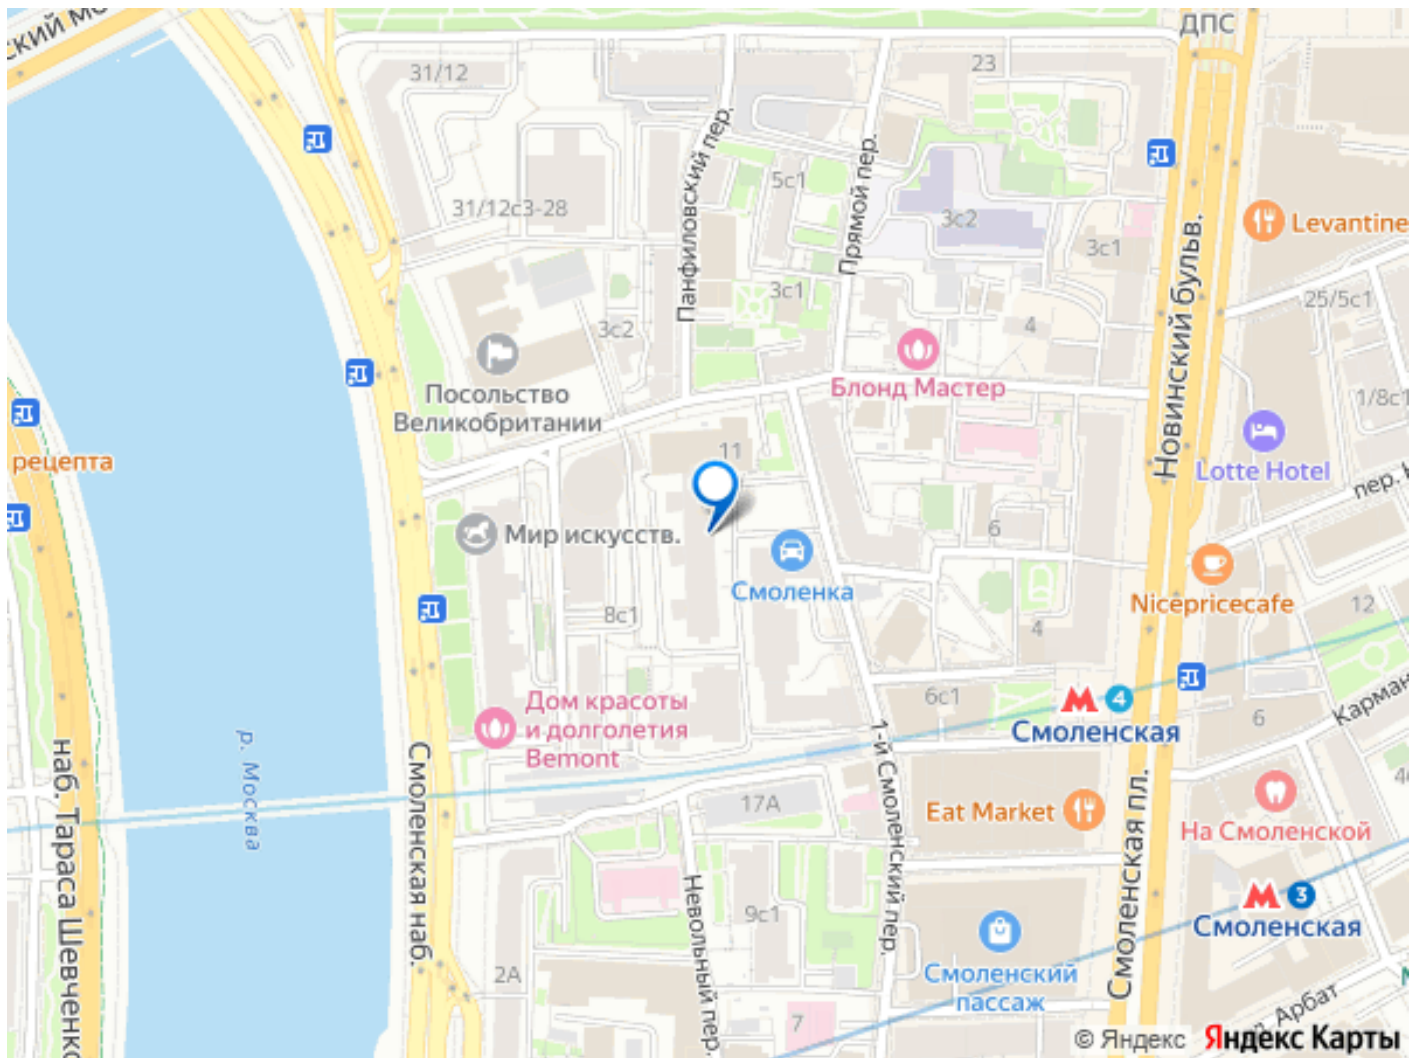 ский мо
ДПС
31/12
23
Панфиловский пер.
Прямой пер.
5с1
31/12с3-28
3с2
3с1
Новинский бульв.
Levantine
3с1
25/5с1
3с2
4
Посольство
Великобритании
Блонд Мастер
1/8с1
рецепта
11
Lotte Hotel
пер.
Мир искусств.
6
Смоленка
Nicepricecafe
12
8с1
4
6с1
4
Смоленская
6
Карман
Дом красоты
и долголетия
Bemont
1-й Смоленский пер.
р. Москва
Смоленская наб.
наб. Тараса Шевченко
17А
Eat Market
Смоленская пл.
На Смоленской
3
Смоленская
Невольный пер.
9с1
2А
Смоленский
пассаж
7
Арбат
© Яндекс Яндекс Карты